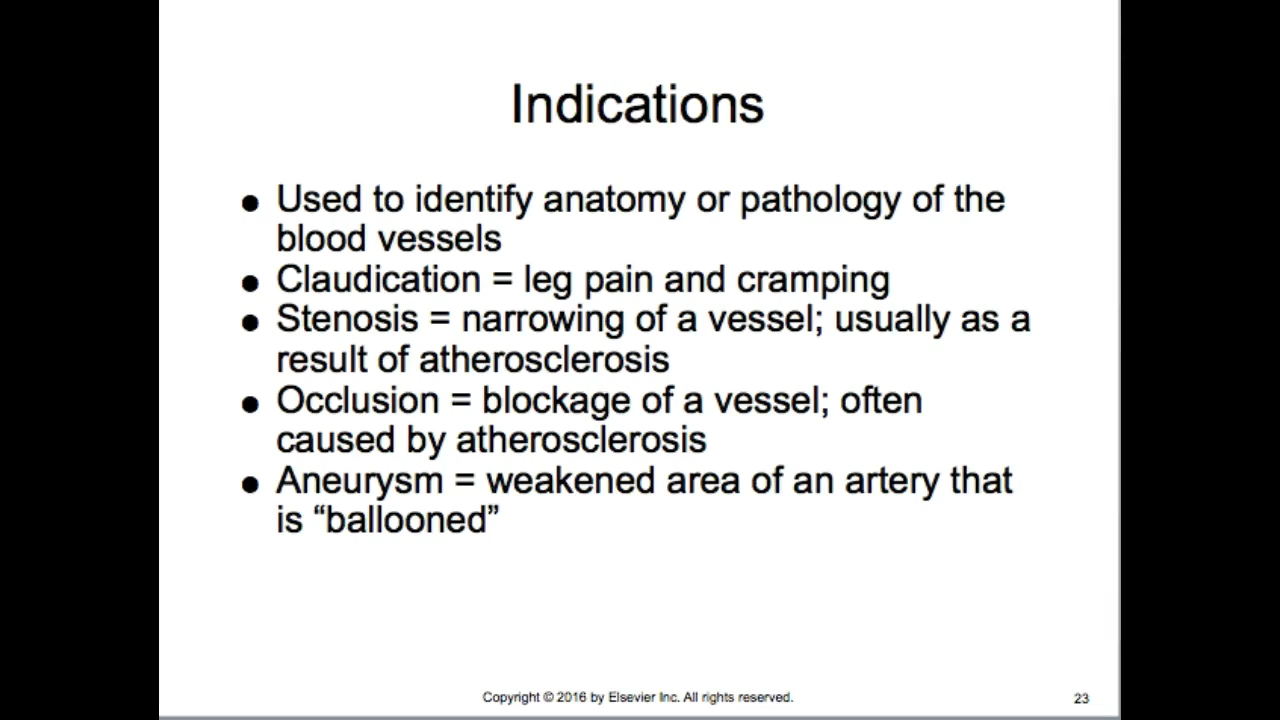 Indications
• Used to identify anatomy or pathology of the
blood vessels
• Claudication = leg pain and cramping
• Stenosis = narrowing of a vessel; usually as a
result of atherosclerosis
• Occlusion = blockage of a vessel; often
caused by atherosclerosis
• Aneurysm = weakened area of an artery that
is “ballooned”
Copyright © 2016 by Elsevier Inc. All rights reserved.
23